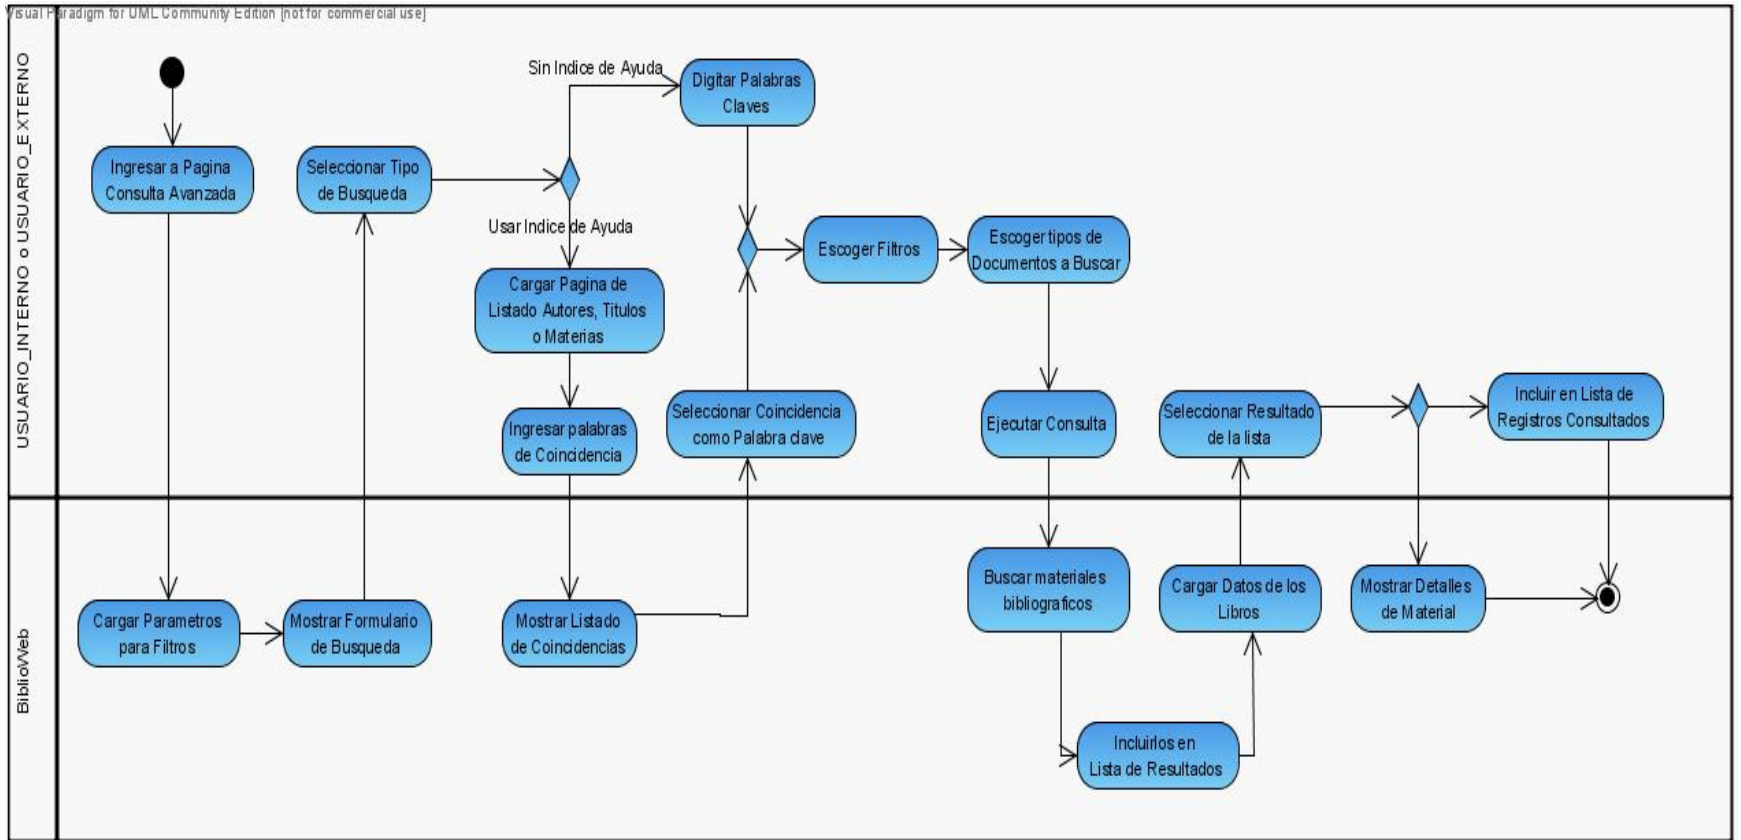 Visual Paradigm for UML Community Edition [not for commercial use]
USUARIO_INTERNO o USUARIO_EXTERNO
Ingresar a Pagina
Consulta Avanzada
Seleccionar Tipo
de Busqueda
Sin Indice de Ayuda
Digitar Palabras
Claves
Usar Indice de Ayuda
Cargar Pagina de
Listado Autores, Titulos
o Materias
Ingresar palabras
de Coincidencia
Seleccionar Coincidencia
como Palabra clave
Escoger Filtros
Escoger tipos de
Documentos a Buscar
Ejecutar Consulta
Seleccionar Resultado
de la lista
Incluir en Lista de
Registros Consultados
BiblioWeb
Cargar Parametros
para Filtros
Mostrar Formulario
de Busqueda
Mostrar Listado
de Coincidencias
Buscar materiales
bibliograficos
Incluirlos en
Lista de Resultados
Cargar Datos de los
Libros
Mostrar Detalles
de Material